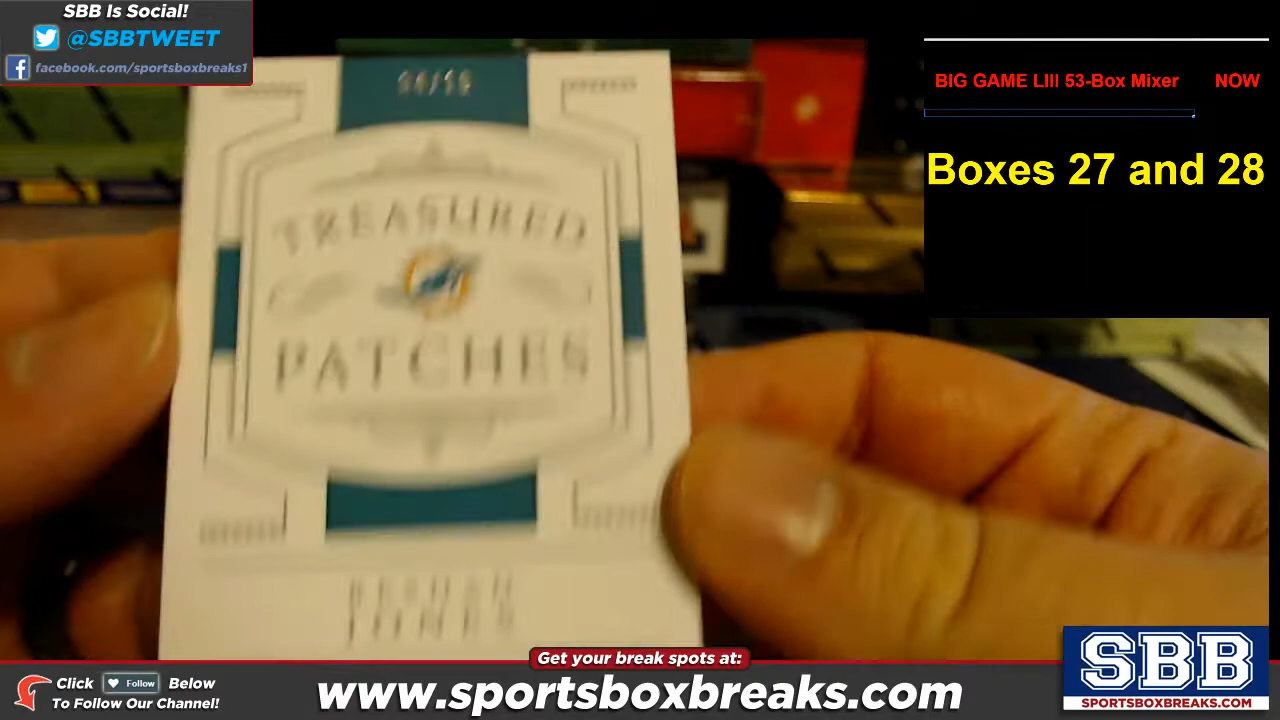 SBB Is Social!
@SBBTWEET
facebook.com/sportsboxbreaks1
BIG GAME LIII 53-Box Mixer NOW
Boxes 27 and 28
TREASURED
PATCHES
RESHAD
JONES
Get your break spots at:
Click Follow Below
To Follow Our Channel!
www.sportsboxbreaks.com
SBB
SPORTSBOXBREAKS.COM